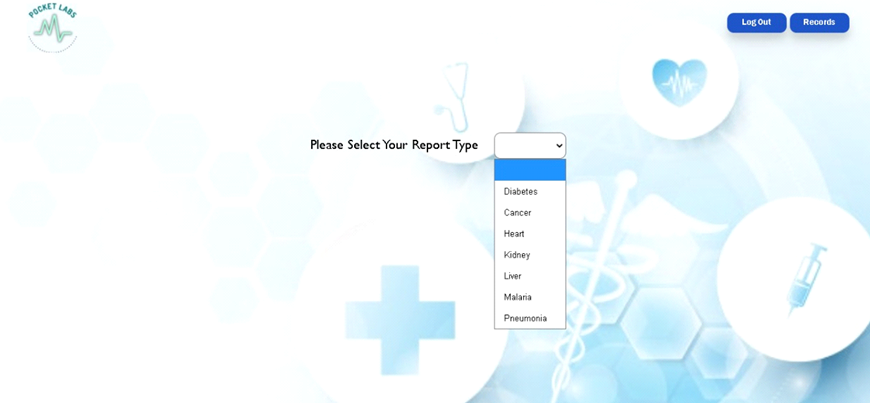 POCKET LABS
Log Out
Records
Please Select Your Report Type
Diabetes
Cancer
Heart
Kidney
Liver
Malaria
Pneumonia